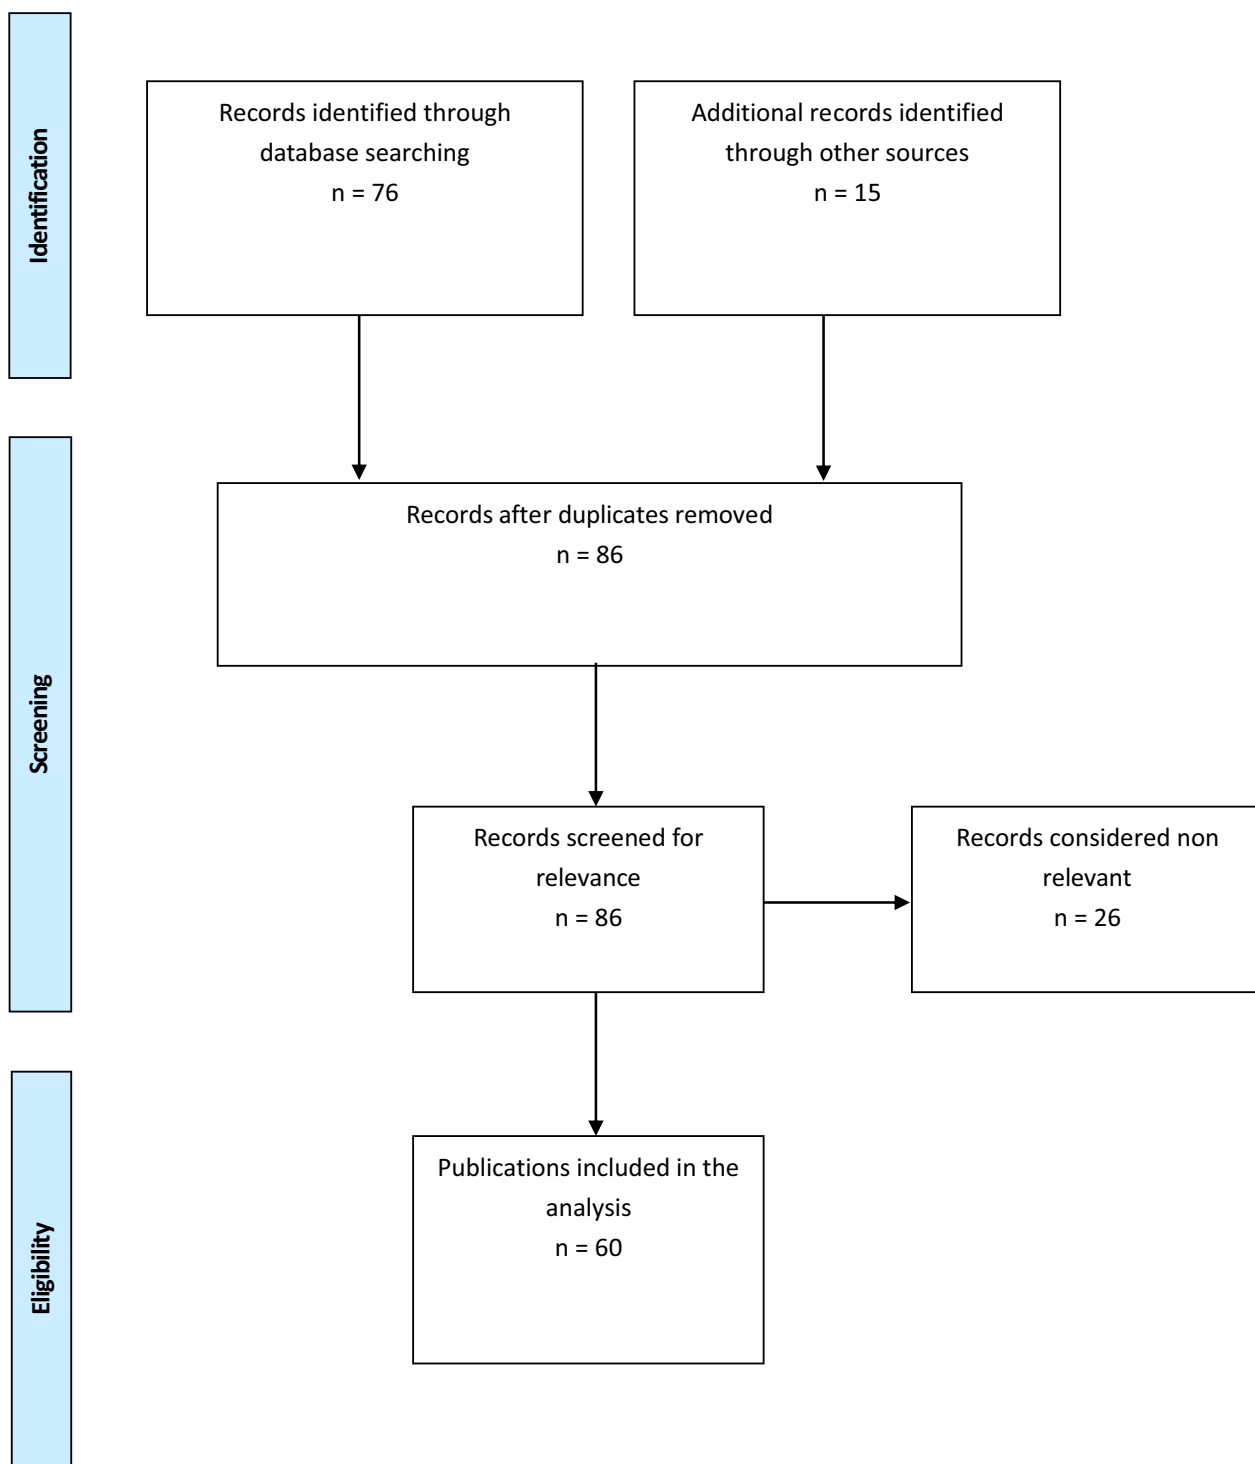 Identification
Records identified through
database searching
n = 76
Additional records identified
through other sources
n = 15
Screening
Records after duplicates removed
n = 86
Records screened for
relevance
n = 86
Records considered non
relevant
n = 26
Eligibility
Publications included in the
analysis
n = 60